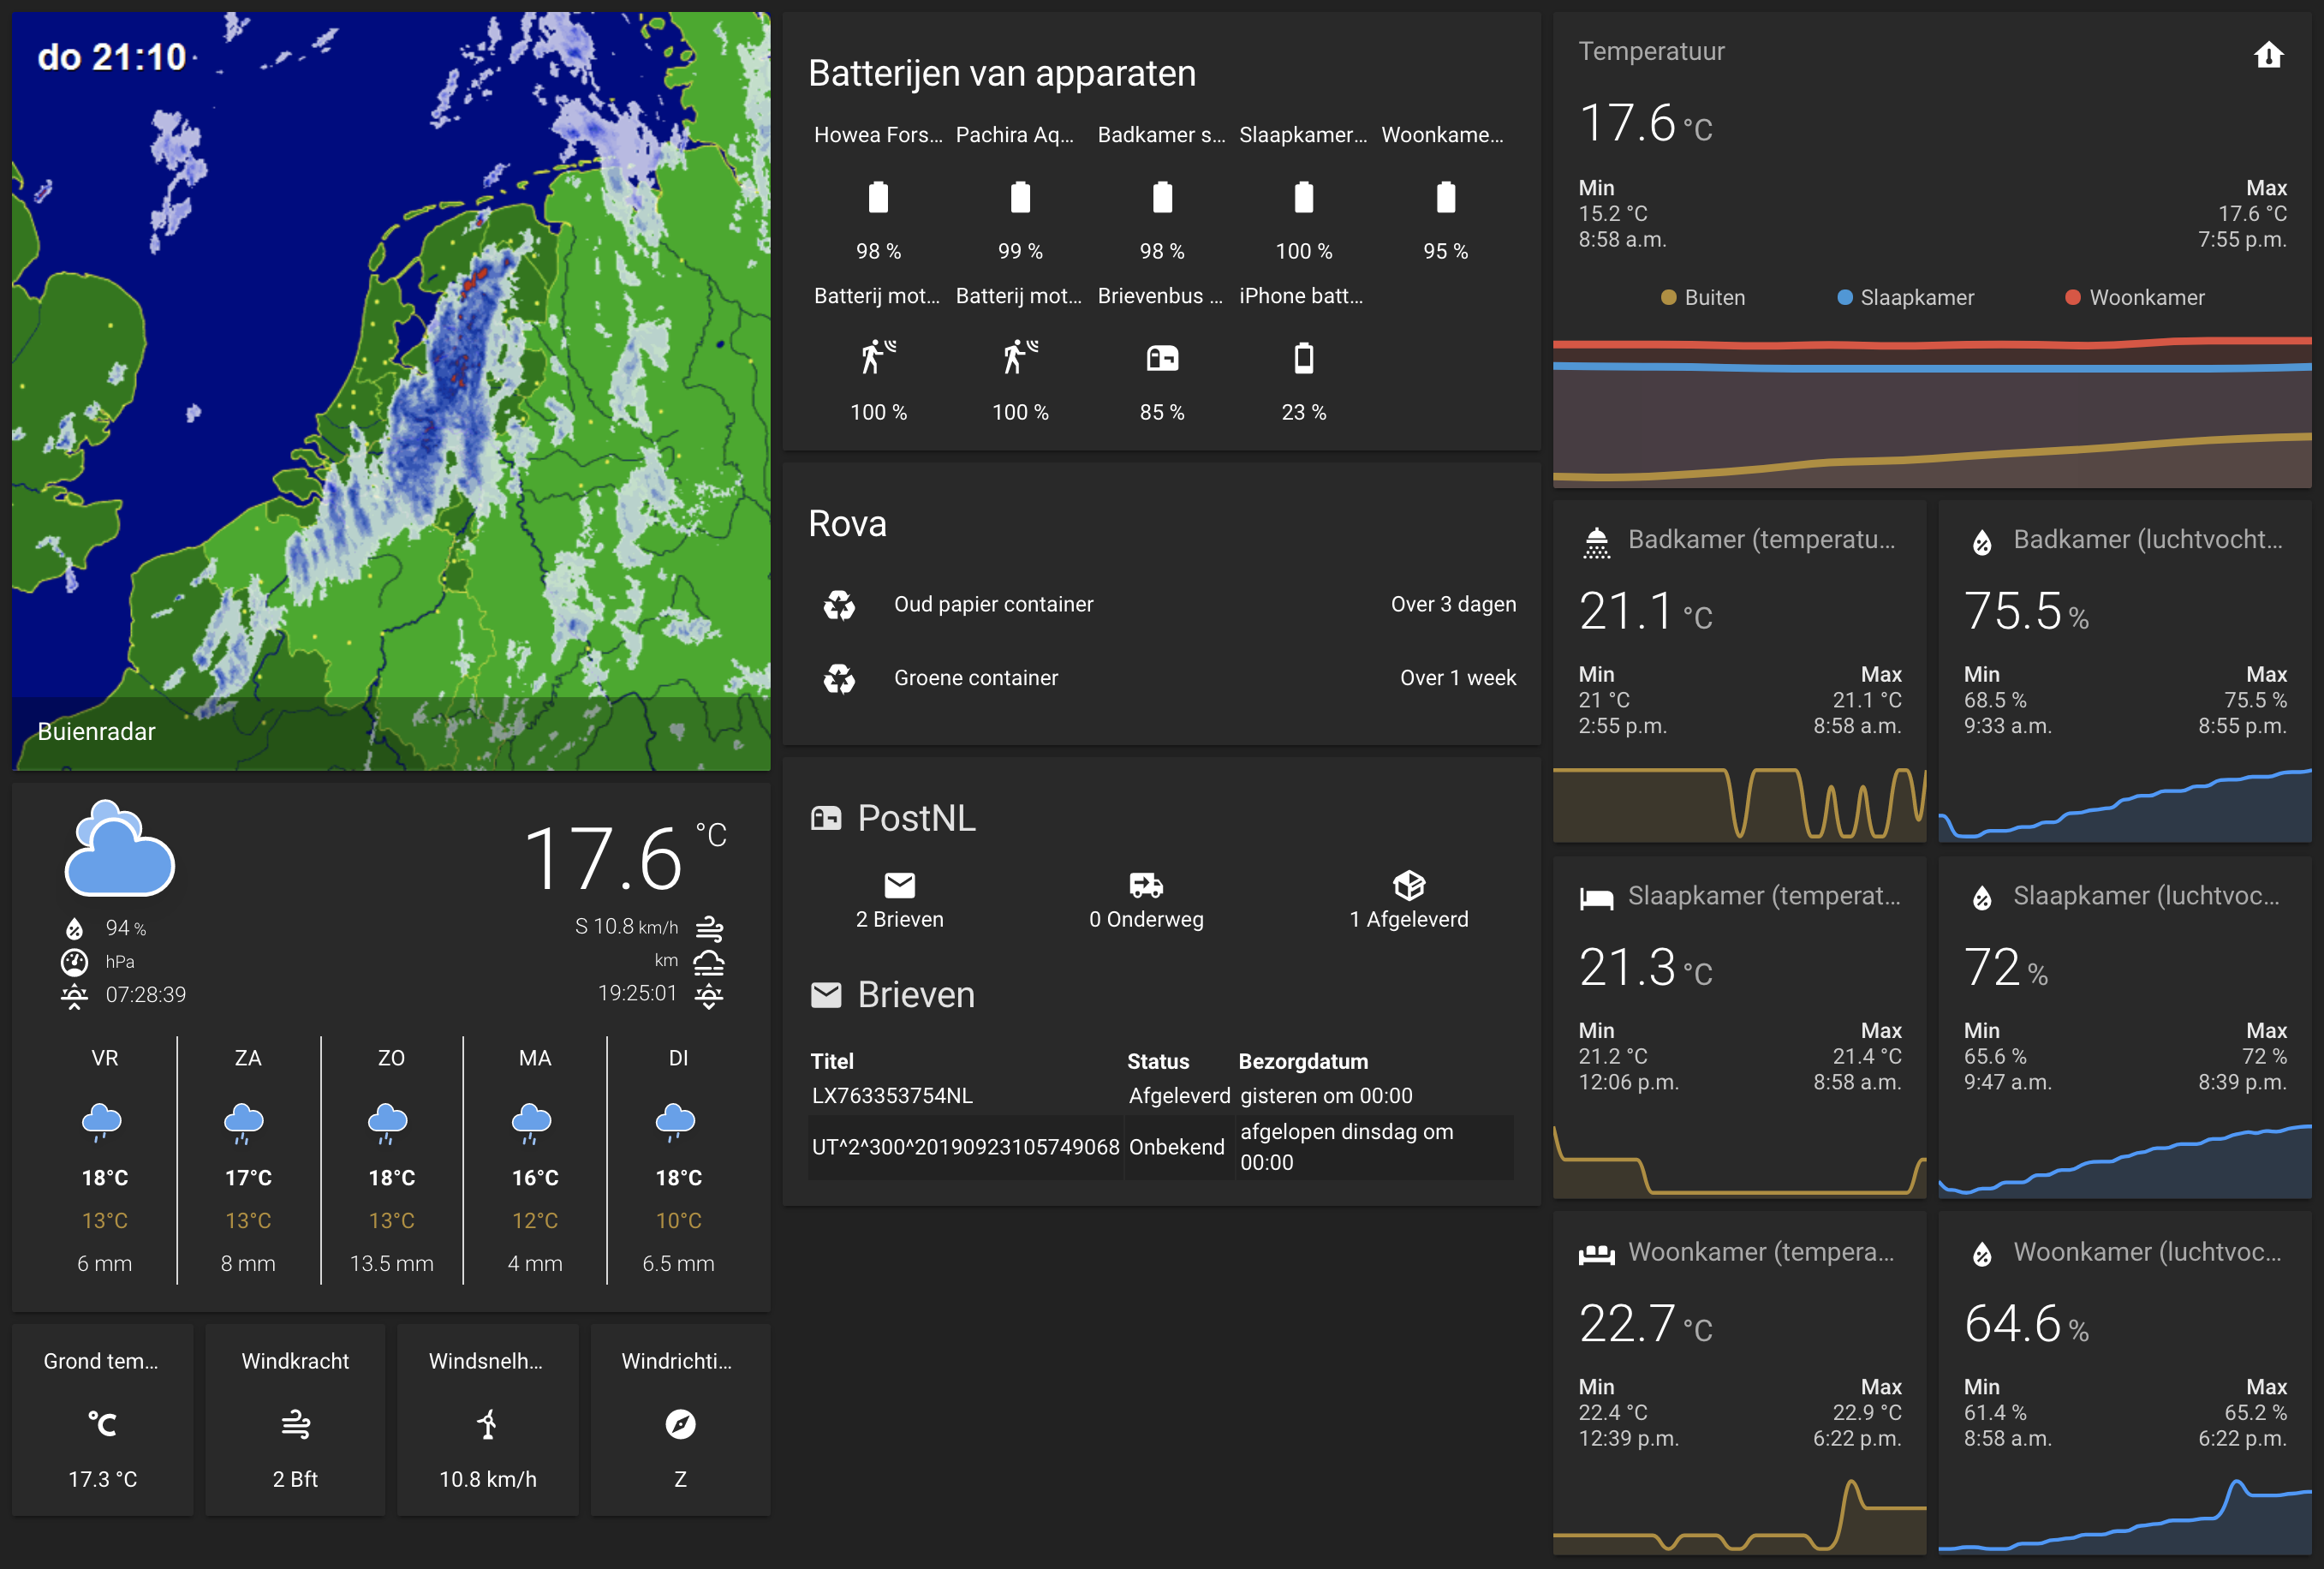 do 21:10
Buienradar
17.6 °C
94 %
S 10.8 km/h
hPa
km
07:28:39
19:25:01
VR ZA ZO MA DI
18°C 17°C 18°C 16°C 18°C
13°C 13°C 13°C 12°C 10°C
6 mm 8 mm 13.5 mm 4 mm 6.5 mm
Grond tem... Windkracht Windsnelh... Windrichti...
°C
17.3 °C 2 Bft 10.8 km/h Z
Batterijen van apparaten
Howea Fors... Pachira Aq... Badkamer s... Slaapkamer... Woonkame...
98 % 99 % 98 % 100 % 95 %
Batterij mot... Batterij mot... Brievenbus ... iPhone batt...
100 % 100 % 85 % 23 %
Rova
Oud papier container Over 3 dagen
Groene container Over 1 week
PostNL
2 Brieven 0 Onderweg 1 Afgeleverd
Brieven
Titel Status Bezorgdatum
LX763353754NL Afgeleverd gisteren om 00:00
UT^2^300^20190923105749068 Onbekend afgelopen dinsdag om
00:00
Temperatuur
17.6 °C
Min Max
15.2 °C 17.6 °C
8:58 a.m. 7:55 p.m.
Buiten Slaapkamer Woonkamer
Badkamer (temperatu...
21.1 °C
Min Max
21 °C 21.1 °C
2:55 p.m. 8:58 a.m.
Badkamer (luchtvocht...
75.5 %
Min Max
68.5 % 75.5 %
9:33 a.m. 8:55 p.m.
Slaapkamer (temperat...
21.3 °C
Min Max
21.2 °C 21.4 °C
12:06 p.m. 8:58 a.m.
Slaapkamer (luchtvoc...
72 %
Min Max
65.6 % 72 %
9:47 a.m. 8:39 p.m.
Woonkamer (tempera...
22.7 °C
Min Max
22.4 °C 22.9 °C
12:39 p.m. 6:22 p.m.
Woonkamer (luchtvoc...
64.6 %
Min Max
61.4 % 65.2 %
8:58 a.m. 6:22 p.m.